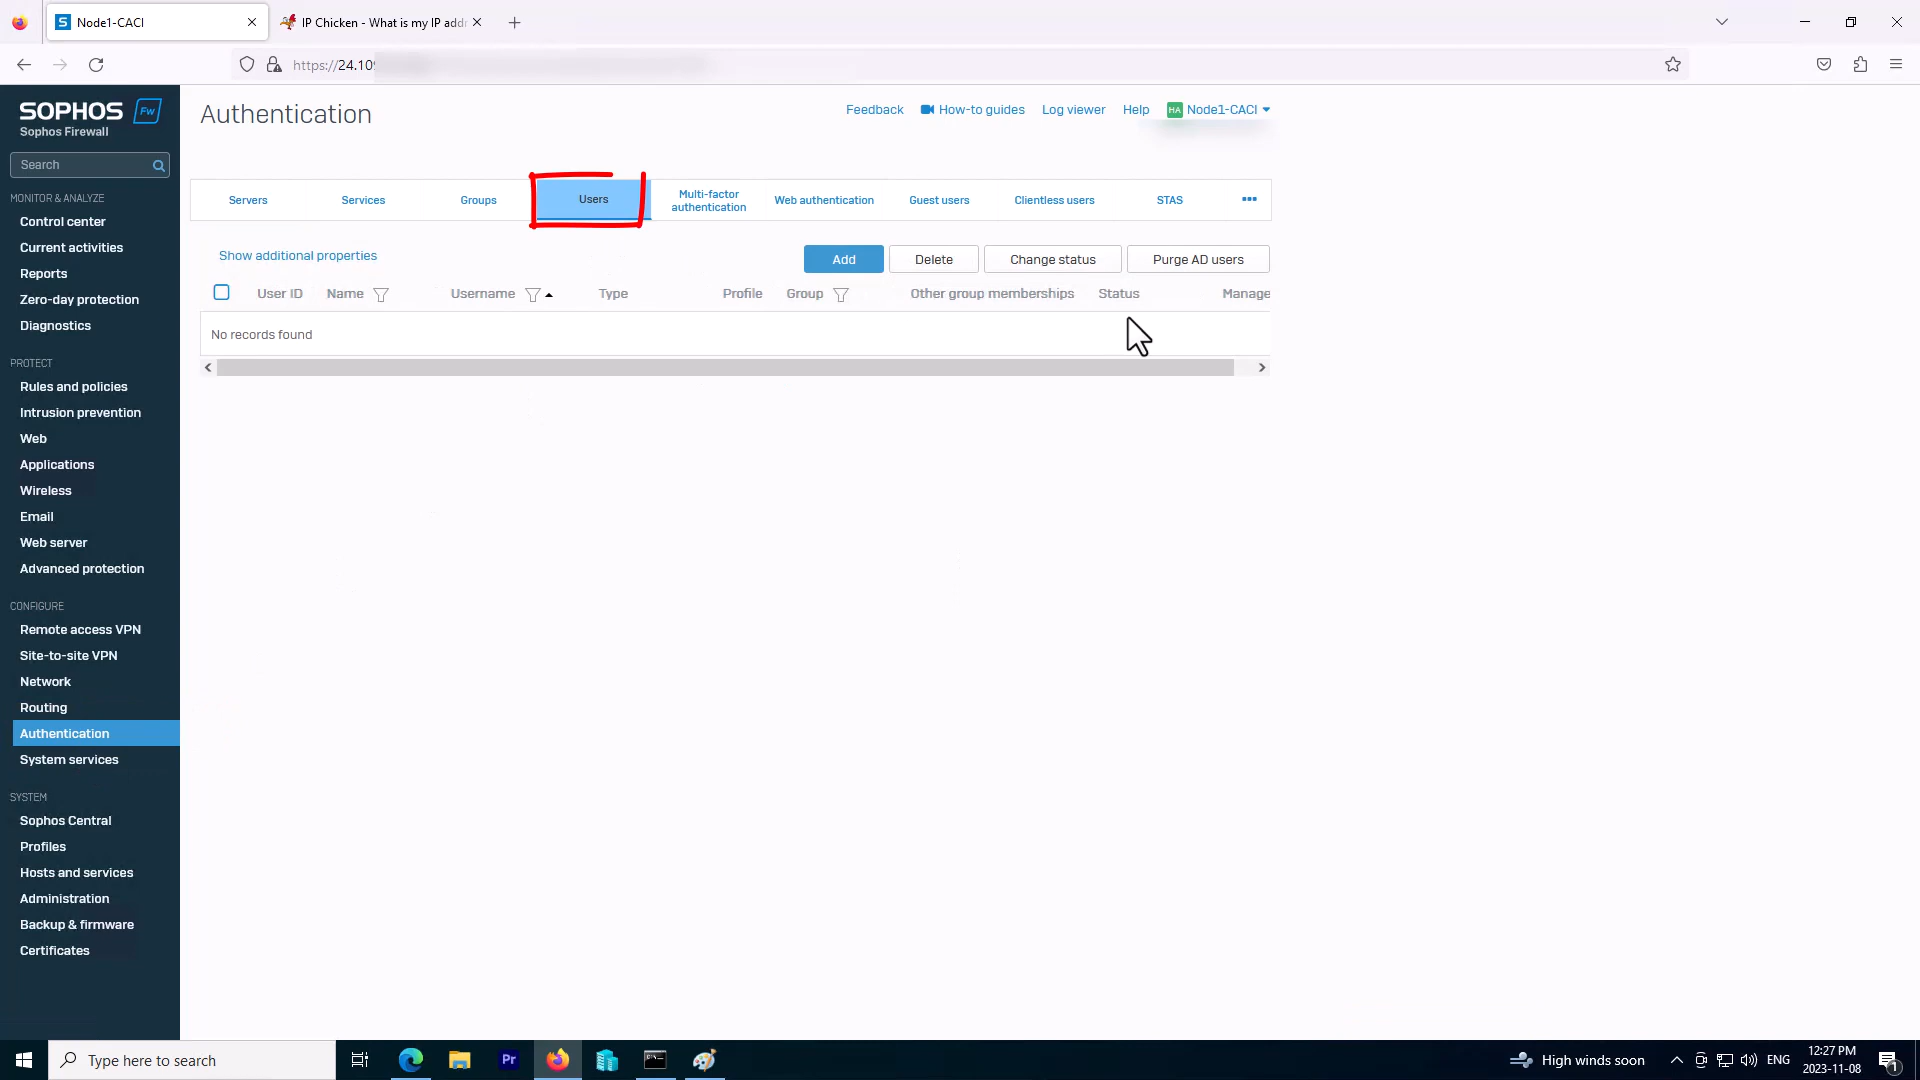 Node1-CACI
IP Chicken - What is my IP addr
https://24.109
SOPHOS Fw
Sophos Firewall
Search
MONITOR & ANALYZE
Control center
Current activities
Reports
Zero-day protection
Diagnostics
PROTECT
Rules and policies
Intrusion prevention
Web
Applications
Wireless
Email
Web server
Advanced protection
CONFIGURE
Remote access VPN
Site-to-site VPN
Network
Routing
Authentication
System services
SYSTEM
Sophos Central
Profiles
Hosts and services
Administration
Backup & firmware
Certificates
Authentication
Feedback How-to guides Log viewer Help HA Node1-CACI
Servers Services Groups Users Multi-factor authentication Web authentication Guest users Clientless users STAS •••
Show additional properties Add Delete Change status Purge AD users
User ID Name Username Type Profile Group Other group memberships Status Manage
No records found
Type here to search
Pr
High winds soon
ENG
12:27 PM
2023-11-08
1